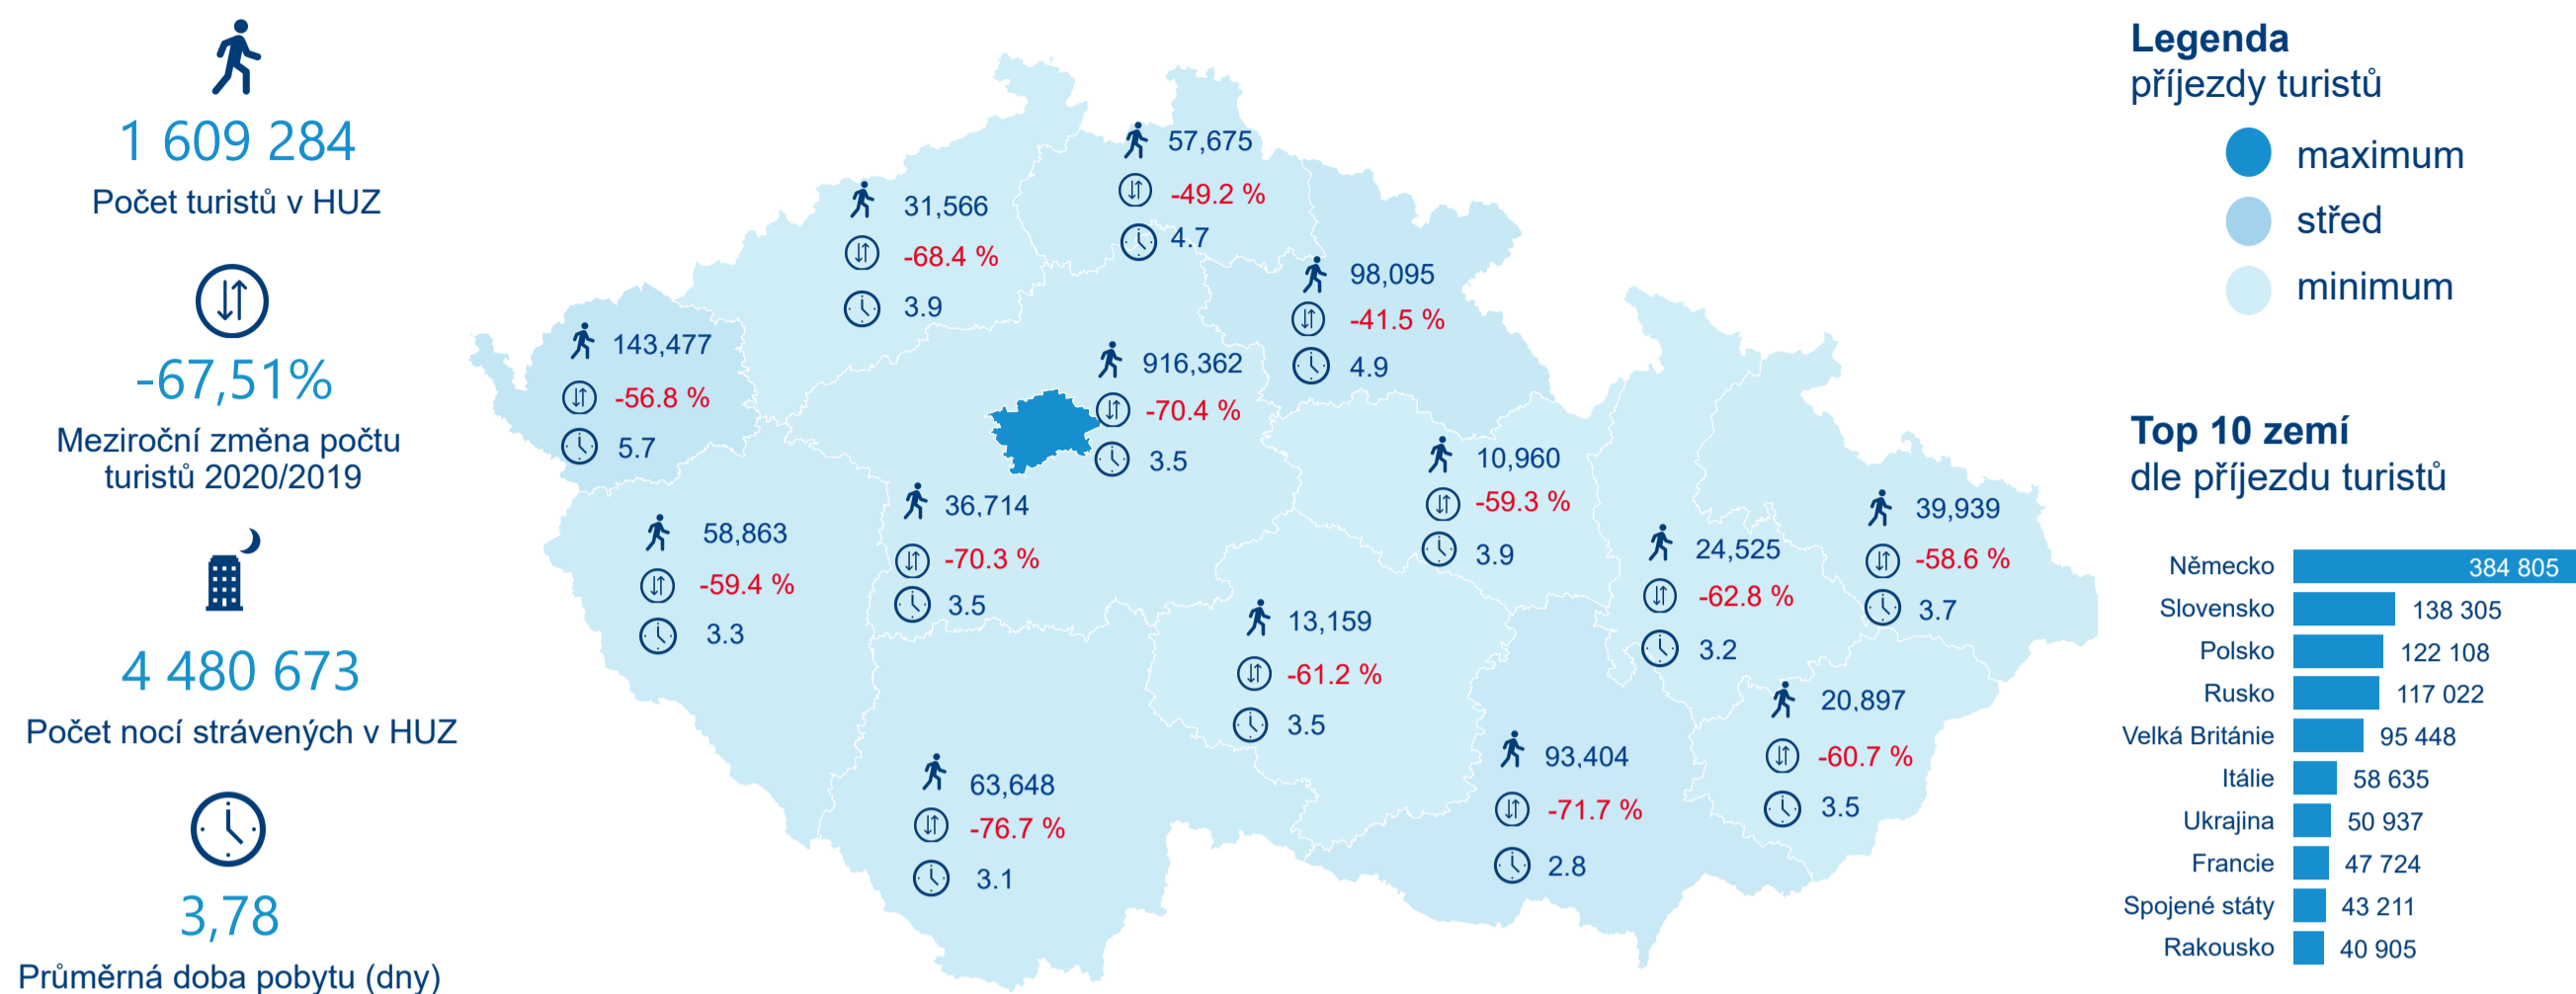 1 609 284
Počet turistů v HUZ
-67,51%
Meziroční změna počtu
turistů 2020/2019
4 480 673
Počet nocí strávených v HUZ
3,78
Průměrná doba pobytu (dny)
57,675
-49.2 %
4.7
31,566
-68.4 %
3.9
98,095
-41.5 %
4.9
143,477
-56.8 %
5.7
916,362
-70.4 %
3.5
10,960
-59.3 %
3.9
36,714
-70.3 %
3.5
58,863
-59.4 %
3.3
39,939
-58.6 %
3.7
24,525
-62.8 %
3.2
13,159
-61.2 %
3.5
20,897
-60.7 %
3.5
93,404
-71.7 %
2.8
63,648
-76.7 %
3.1
Legenda
příjezdy turistů
maximum
střed
minimum
Top 10 zemí
dle příjezdu turistů
Německo 384 805
Slovensko 138 305
Polsko 122 108
Rusko 117 022
Velká Británie 95 448
Itálie 58 635
Ukrajina 50 937
Francie 47 724
Spojené státy 43 211
Rakousko 40 905